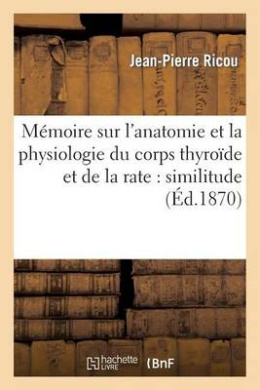 Jean-Pierre Ricou
Mémoire sur l'anatomie et la
physiologie du corps thyroïde et
de la rate : similitude (Éd.1870)
hachette
LIVRE
{BnF